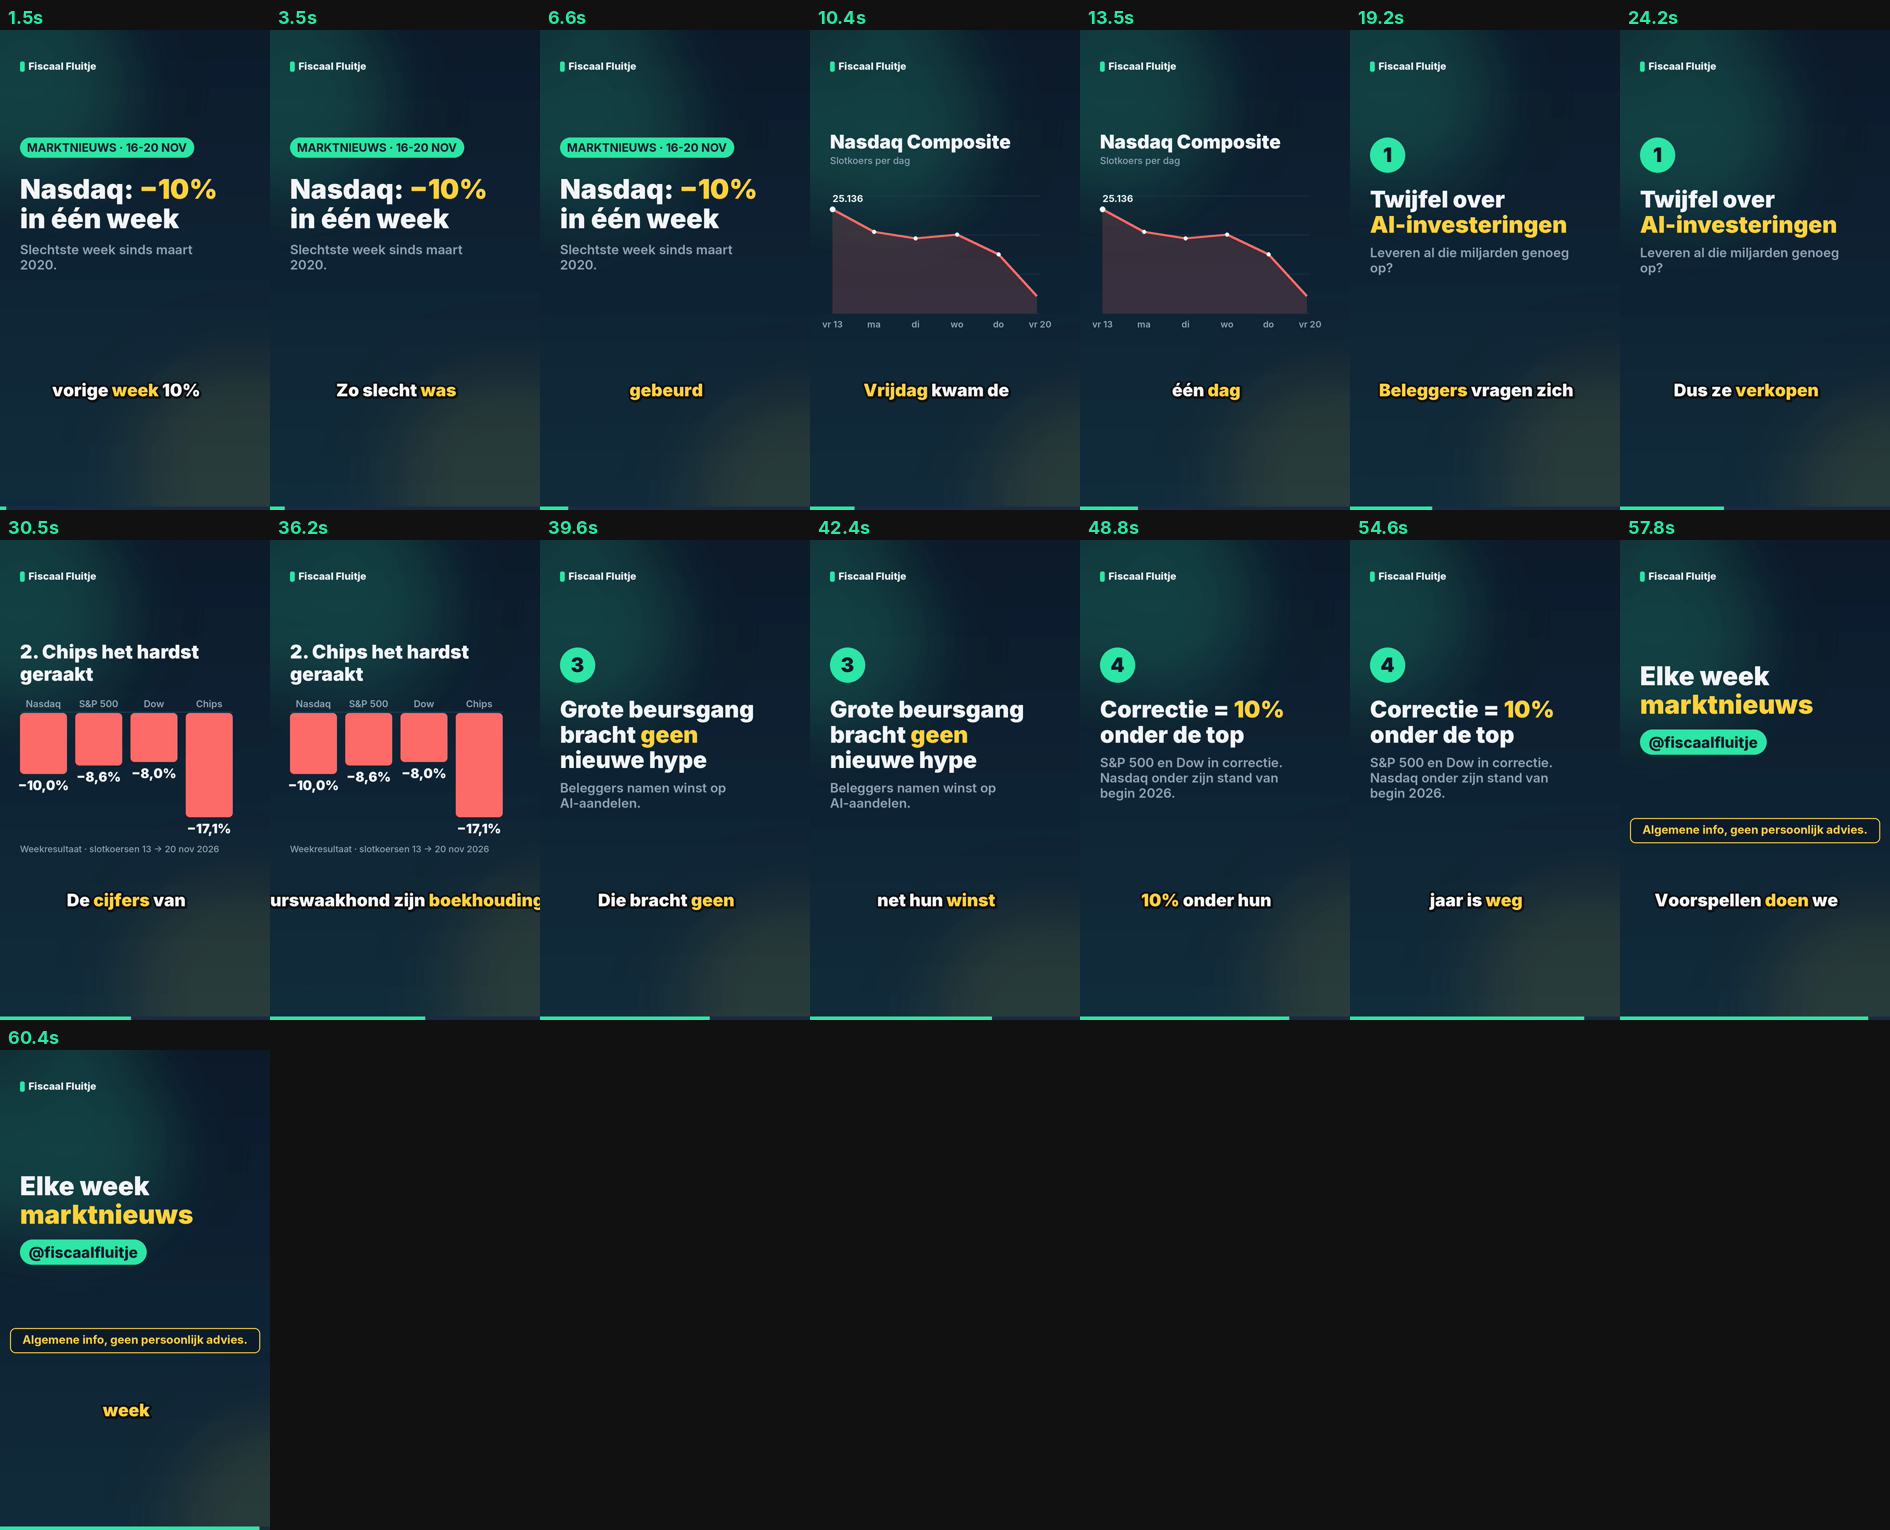 1.5s
Fiscaal Fluitje
MARKTNIEUWS · 16-20 NOV
Nasdaq: −10%
in één week
Slechtste week sinds maart
2020.
vorige week 10%
3.5s
Fiscaal Fluitje
MARKTNIEUWS · 16-20 NOV
Nasdaq: −10%
in één week
Slechtste week sinds maart
2020.
Zo slecht was
6.6s
Fiscaal Fluitje
MARKTNIEUWS · 16-20 NOV
Nasdaq: −10%
in één week
Slechtste week sinds maart
2020.
gebeurd
10.4s
Fiscaal Fluitje
Nasdaq Composite
Slotkoers per dag
25.136
vr 13 ma di wo do vr 20
Vrijdag kwam de
13.5s
Fiscaal Fluitje
Nasdaq Composite
Slotkoers per dag
25.136
vr 13 ma di wo do vr 20
één dag
19.2s
Fiscaal Fluitje
1
Twijfel over
AI-investeringen
Leveren al die miljarden genoeg
op?
Beleggers vragen zich
24.2s
Fiscaal Fluitje
1
Twijfel over
AI-investeringen
Leveren al die miljarden genoeg
op?
Dus ze verkopen
30.5s
Fiscaal Fluitje
2. Chips het hardst
geraakt
Nasdaq S&P 500 Dow Chips
−10,0% −8,6% −8,0%
−17,1%
Weekresultaat · slotkoersen 13 → 20 nov 2026
De cijfers van
36.2s
Fiscaal Fluitje
2. Chips het hardst
geraakt
Nasdaq S&P 500 Dow Chips
−10,0% −8,6% −8,0%
−17,1%
Weekresultaat · slotkoersen 13 → 20 nov 2026
urswaakhond zijn boekhouding
39.6s
Fiscaal Fluitje
3
Grote beursgang
bracht geen
nieuwe hype
Beleggers namen winst op
AI-aandelen.
Die bracht geen
42.4s
Fiscaal Fluitje
3
Grote beursgang
bracht geen
nieuwe hype
Beleggers namen winst op
AI-aandelen.
net hun winst
48.8s
Fiscaal Fluitje
4
Correctie = 10%
onder de top
S&P 500 en Dow in correctie.
Nasdaq onder zijn stand van
begin 2026.
10% onder hun
54.6s
Fiscaal Fluitje
4
Correctie = 10%
onder de top
S&P 500 en Dow in correctie.
Nasdaq onder zijn stand van
begin 2026.
jaar is weg
57.8s
Fiscaal Fluitje
Elke week
marktnieuws
@fiscaalfluitje
Algemene info, geen persoonlijk advies.
Voorspellen doen we
60.4s
Fiscaal Fluitje
Elke week
marktnieuws
@fiscaalfluitje
Algemene info, geen persoonlijk advies.
week